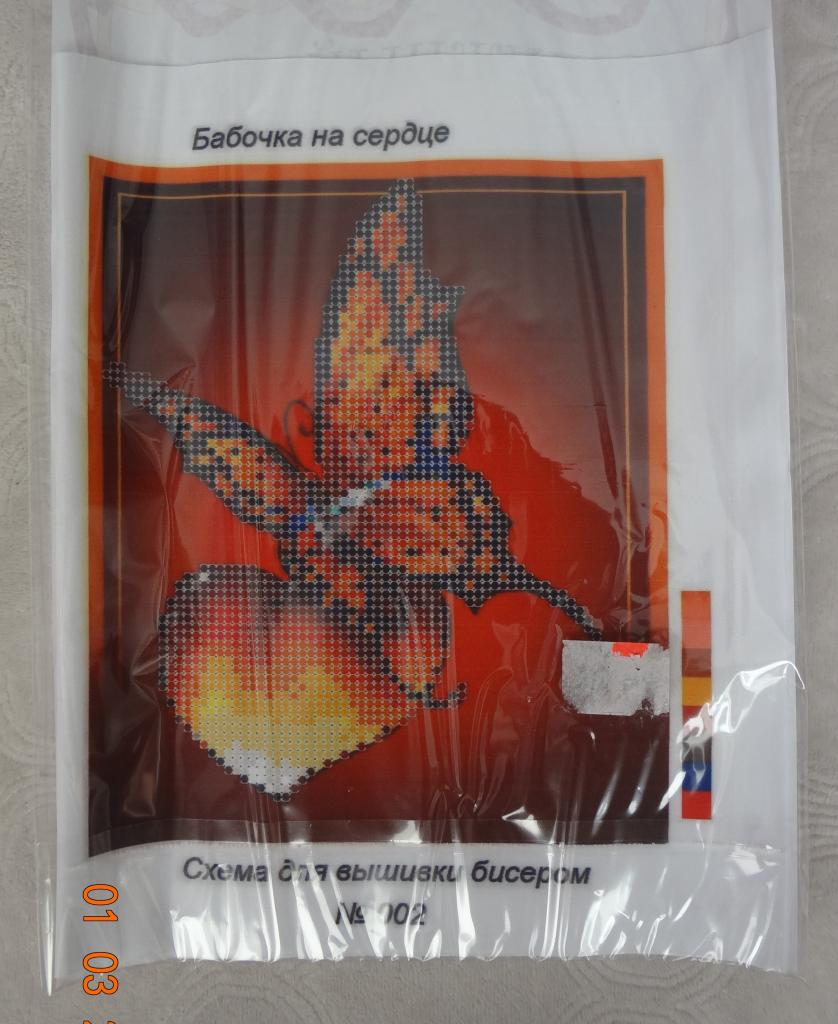 Бабочка на сердце
Схема для вышивки бисером
№ 002
01 03